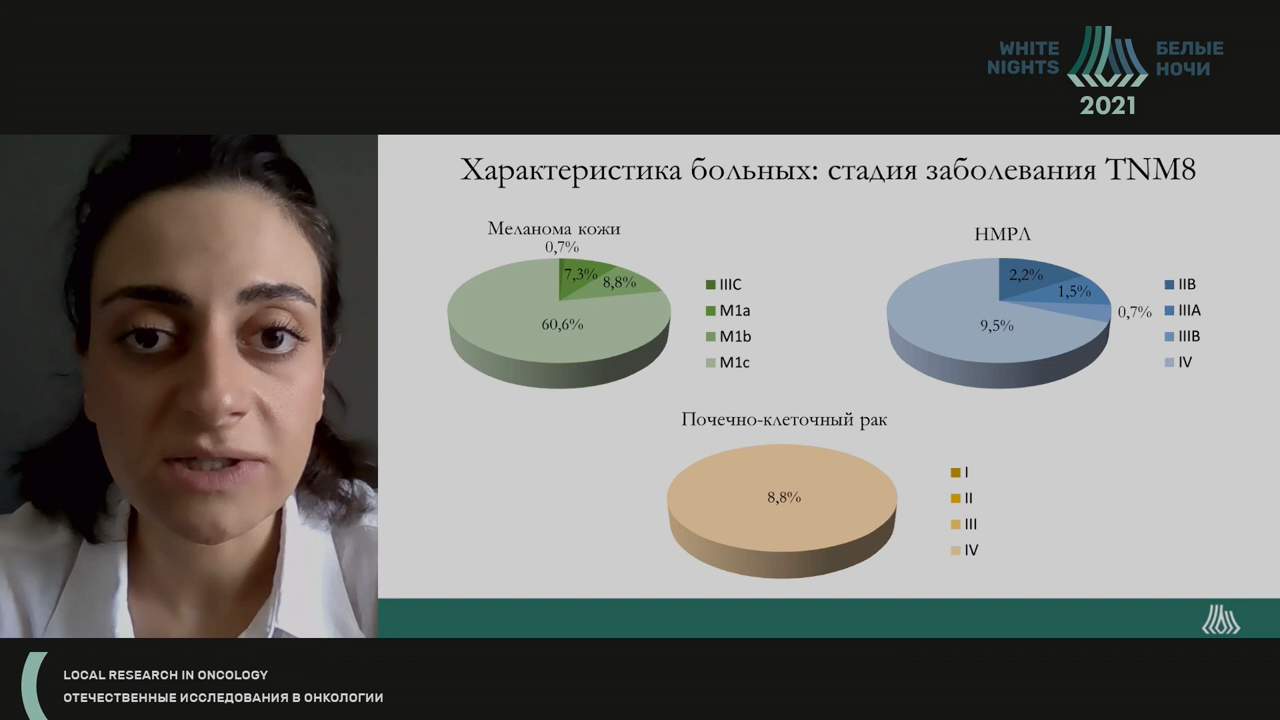 WHITE
NIGHTS
БЕЛЫЕ
НОЧИ
2021
Характеристика больных: стадия заболевания TNM8
Меланома кожи
0,7%
7,3%
8,8%
60,6%
IIIC
M1a
M1b
M1c
НМРЛ
2,2%
1,5%
0,7%
9,5%
IIB
IIIA
IIIB
IV
Почечно-клеточный рак
8,8%
I
II
III
IV
LOCAL RESEARCH IN ONCOLOGY
ОТЕЧЕСТВЕННЫЕ ИССЛЕДОВАНИЯ В ОНКОЛОГИИ